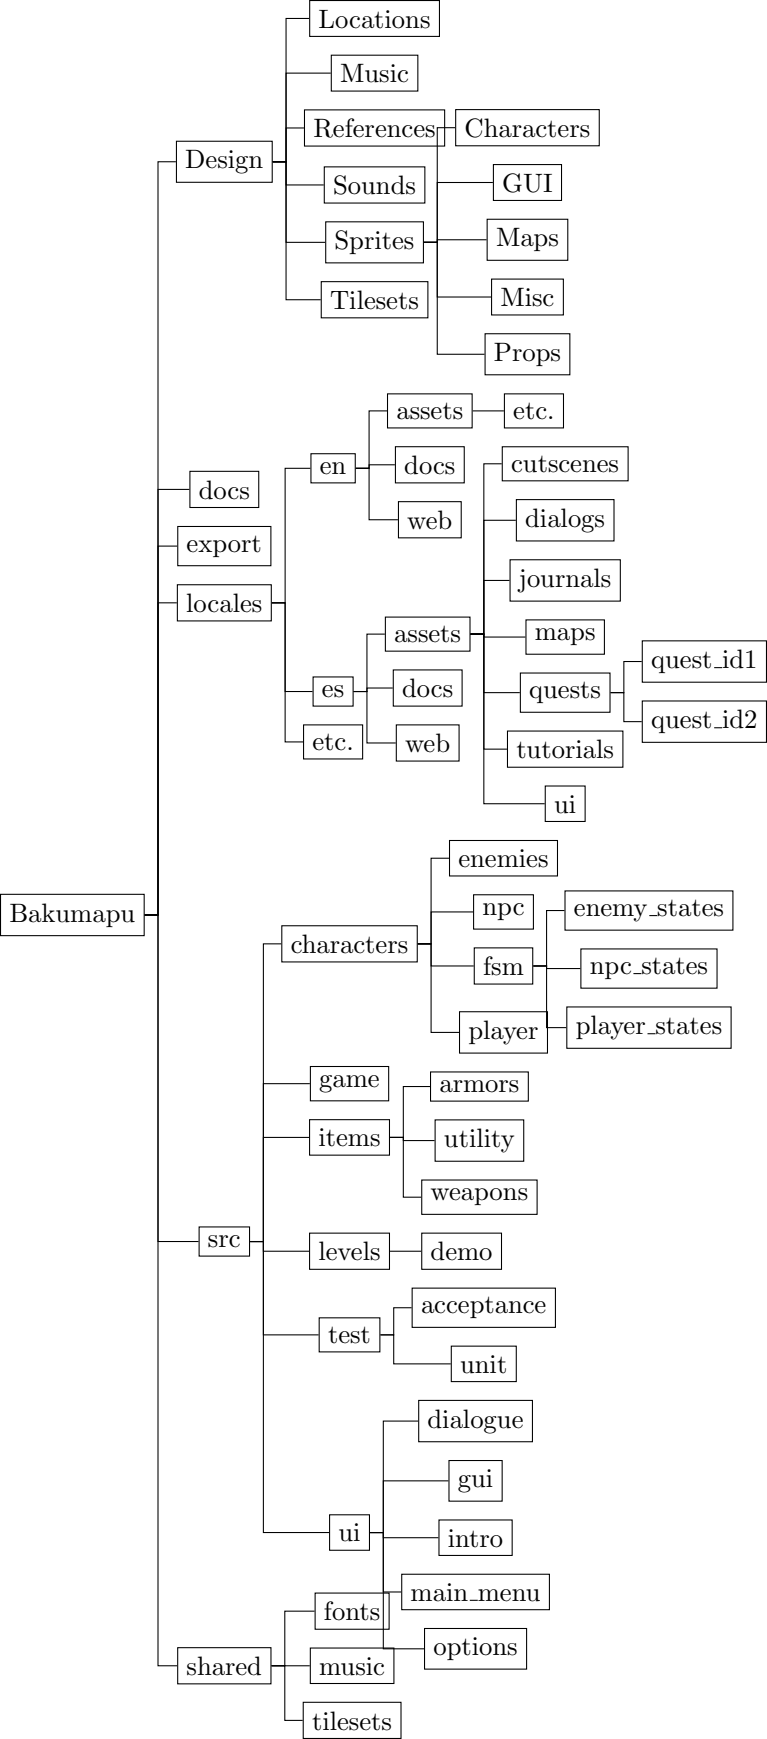 Bakumapu
Design
Locations
Music
References
Sounds
Sprites
Characters
GUI
Maps
Misc
Props
Tilesets
docs
export
locales
en
assets
etc.
docs
web
es
assets
cutscenes
dialogs
journals
maps
quests
quest_id1
quest_id2
tutorials
ui
docs
web
etc.
src
characters
enemies
npc
fsm
enemy_states
npc_states
player_states
player
game
items
armors
utility
weapons
levels
demo
test
acceptance
unit
ui
dialogue
gui
intro
main_menu
options
shared
fonts
music
tilesets